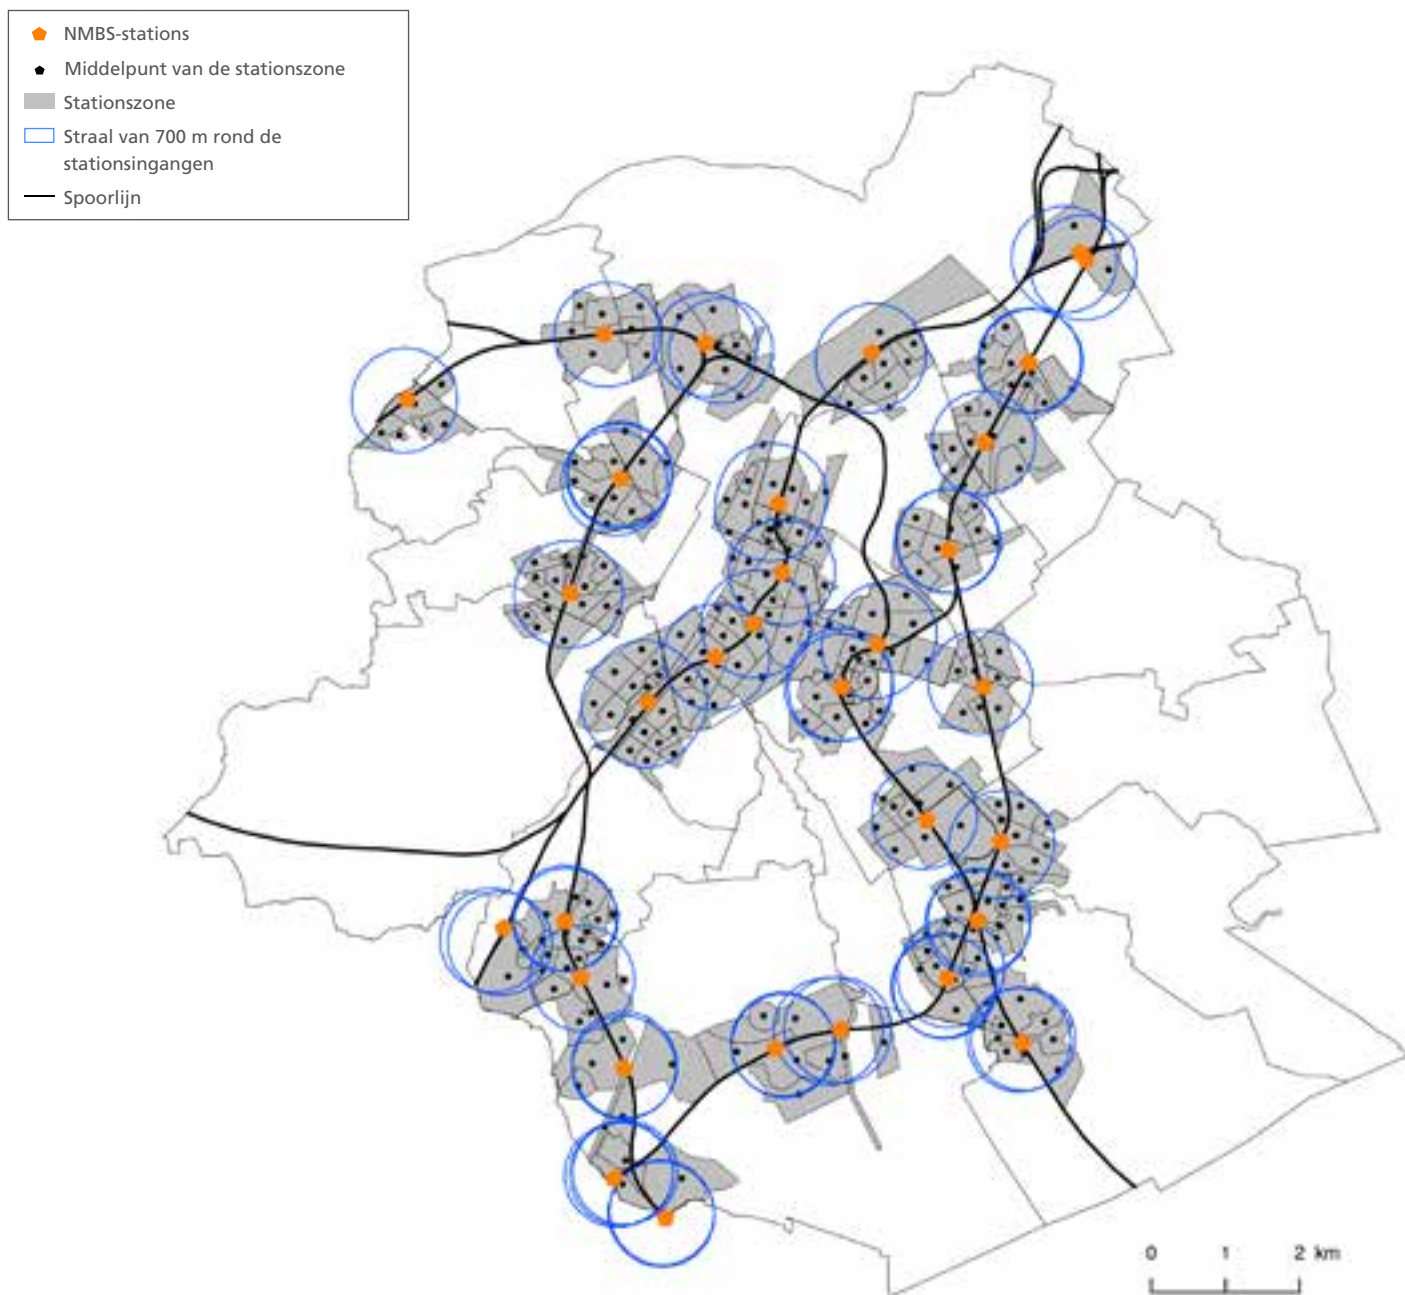 NMBS-stations
Middelpunt van de stationszone
Stationszone
Straal van 700 m rond de
stationsingangen
Spoorlijn
0 1 2 km